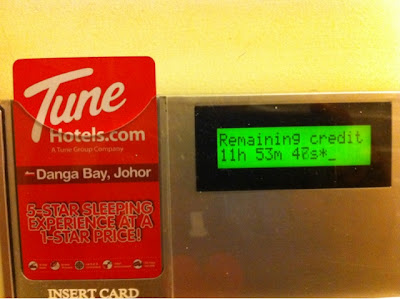 Tune
Hotels.com
A Tune Group Company
Danga Bay, Johor
5-STAR SLEEPING
EXPERIENCE AT A
1-STAR PRICE!
INSERT CARD
Remaining credit
11h 53m